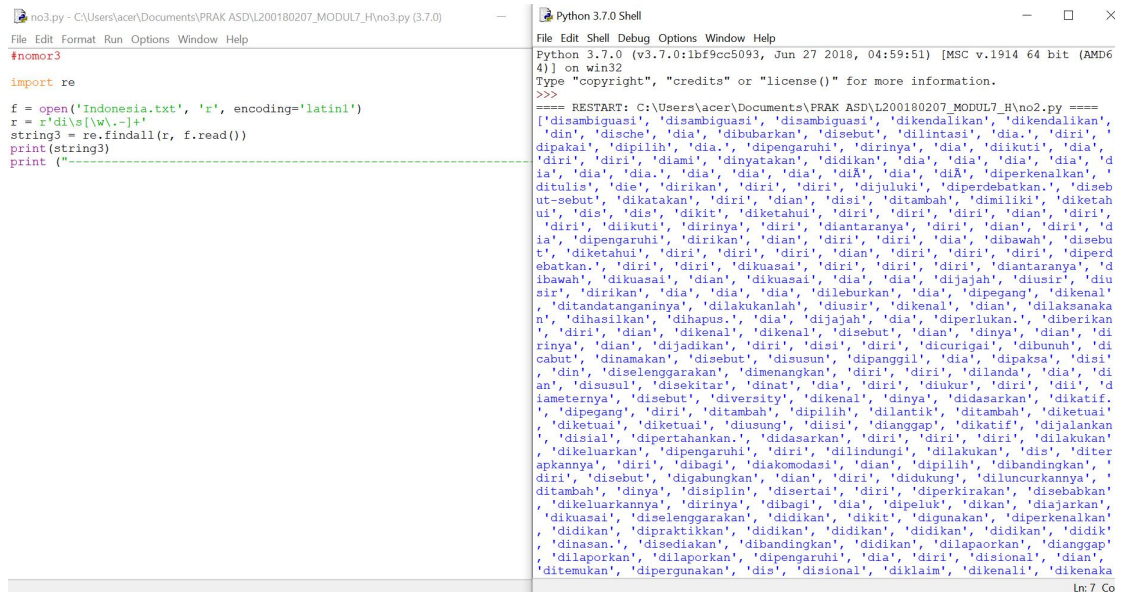 no3.py - C:\Users\acer\Documents\PRAK ASD\L200180207_MODUL7_H\no3.py (3.7.0)
File Edit Format Run Options Window Help
#nomor3
import re
f = open('Indonesia.txt', 'r', encoding='latin1')
r = r'di\s[\w\.-]+'
string3 = re.findall(r, f.read())
print(string3)
print ("------------------------------------------------------
Python 3.7.0 Shell
File Edit Shell Debug Options Window Help
Python 3.7.0 (v3.7.0:1bf9cc5093, Jun 27 2018, 04:59:51) [MSC v.1914 64 bit (AMD6
4)] on win32
Type "copyright", "credits" or "license()" for more information.
>>>
==== RESTART: C:\Users\acer\Documents\PRAK ASD\L200180207_MODUL7_H\no2.py ====
['disambiguasi', 'disambiguasi', 'disambiguasi', 'dikendalikan', 'dikendalikan',
'din', 'dische', 'dia', 'dibubarkan', 'disebut', 'dilintasi', 'dia.', 'diri', '
dipakai', 'dipilih', 'dia.', 'dipengaruhi', 'dirinya', 'dia', 'diikuti', 'dia',
'diri', 'diri', 'diami', 'dinyatakan', 'didikan', 'dia', 'dia', 'dia', 'dia', 'd
ia', 'dia', 'dia.', 'dia', 'dia', 'dia', 'diÃ', 'dia', 'diÃ', 'diperkenalkan', '
ditulis', 'die', 'dirikan', 'diri', 'diri', 'dijuluki', 'diperdebatkan.', 'diseb
ut-sebut', 'dikatakan', 'diri', 'dian', 'disi', 'ditambah', 'dimiliki', 'diketah
ui', 'dis', 'dis', 'dikit', 'diketahui', 'diri', 'diri', 'diri', 'dian', 'diri',
'diri', 'diikuti', 'dirinya', 'diri', 'diantaranya', 'diri', 'dian', 'diri', 'd
ia', 'dipengaruhi', 'dirikan', 'dian', 'diri', 'diri', 'dia', 'dibawah', 'disebu
t', 'diketahui', 'diri', 'diri', 'diri', 'dian', 'diri', 'diri', 'diri', 'diperd
ebatkan.', 'diri', 'diri', 'dikuasai', 'diri', 'diri', 'diri', 'diantaranya', 'd
ibawah', 'dikuasai', 'dian', 'dikuasai', 'dia', 'dia', 'dijajah', 'diusir', 'diu
sir', 'dirikan', 'dia', 'dia', 'dia', 'dileburkan', 'dia', 'dipegang', 'dikenal'
, 'ditandatanganinya', 'dilakukanlah', 'diusir', 'dikenal', 'dian', 'dilaksanaka
n', 'dihasilkan', 'dihapus.', 'dia', 'dijajah', 'dia', 'diperlukan.', 'diberikan
', 'diri', 'dian', 'dikenal', 'dikenal', 'disebut', 'dian', 'dinya', 'dian', 'di
rinya', 'dian', 'dijadikan', 'diri', 'disi', 'diri', 'dicurigai', 'dibunuh', 'di
cabut', 'dinamakan', 'disebut', 'disusun', 'dipanggil', 'dia', 'dipaksa', 'disi'
, 'din', 'diselenggarakan', 'dimenangkan', 'diri', 'diri', 'dilanda', 'dia', 'di
an', 'disusul', 'disekitar', 'dinat', 'dia', 'diri', 'diukur', 'diri', 'dii', 'd
iameternya', 'disebut', 'diversity', 'dikenal', 'dinya', 'didasarkan', 'dikatif.
', 'dipegang', 'diri', 'ditambah', 'dipilih', 'dilantik', 'ditambah', 'diketuai'
, 'diketuai', 'diketuai', 'diusung', 'diisi', 'dianggap', 'dikatif', 'dijalankan
', 'disial', 'dipertahankan.', 'didasarkan', 'diri', 'diri', 'diri', 'dilakukan'
, 'dikeluarkan', 'dipengaruhi', 'diri', 'dilindungi', 'dilakukan', 'dis', 'diter
apkannya', 'diri', 'dibagi', 'diakomodasi', 'dian', 'dipilih', 'dibandingkan', '
diri', 'disebut', 'digabungkan', 'dian', 'diri', 'didukung', 'diluncurkannya', '
ditambah', 'dinya', 'disiplin', 'disertai', 'diri', 'diperkirakan', 'disebabkan'
, 'dikeluarkannya', 'dirinya', 'dibagi', 'dia', 'dipeluk', 'dikan', 'diajarkan',
'dikuasai', 'diselenggarakan', 'didikan', 'dikit', 'digunakan', 'diperkenalkan'
, 'didikan', 'dipraktikkan', 'didikan', 'didikan', 'didikan', 'didikan', 'didik'
, 'dinasan.', 'disediakan', 'dibandingkan', 'didikan', 'dilapaorkan', 'dianggap'
, 'dilaporkan', 'dilaporkan', 'dipengaruhi', 'dia', 'diri', 'disional', 'dian',
'ditemukan', 'dipergunakan', 'dis', 'disional', 'diklaim', 'dikenali', 'dikenaka
Ln: 7 Co